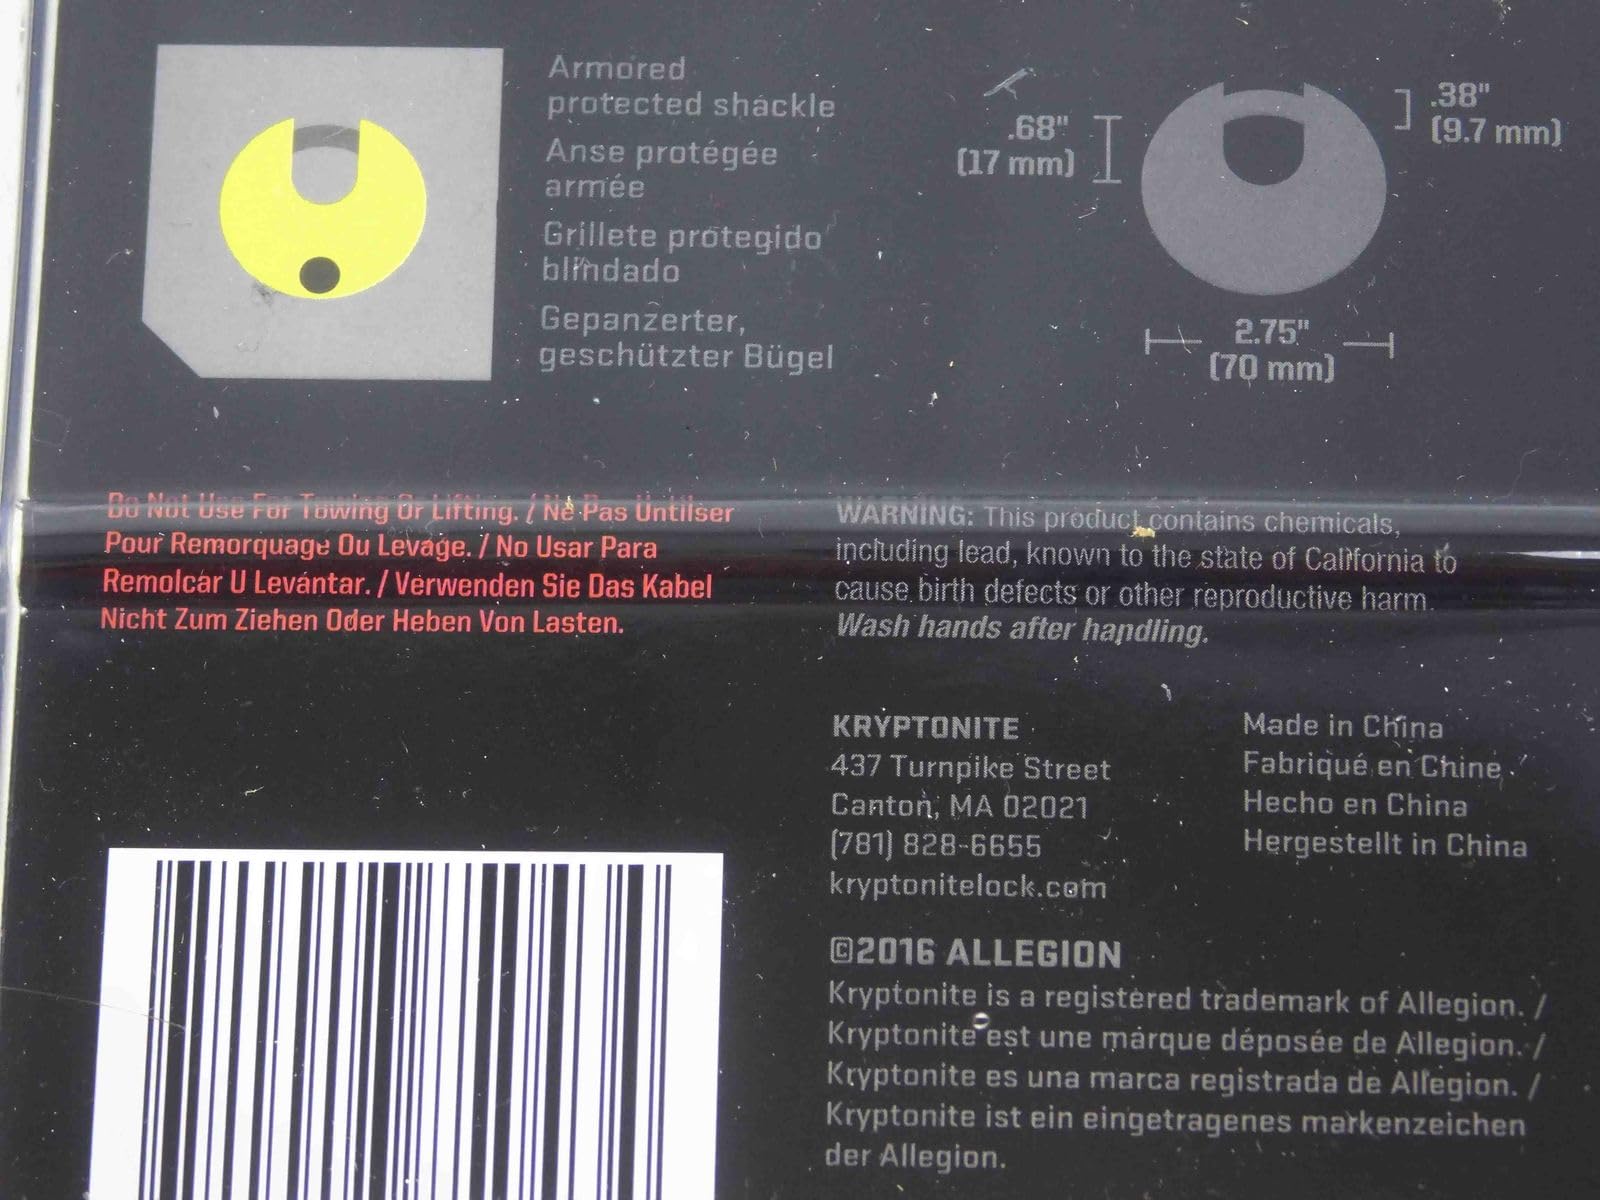 Armored
protected shackle
Anse protégée
armée
Grillete protegido
blindado
Gepanzerter,
geschützter Bügel
.68"
(17 mm)
.38"
(9.7 mm)
2.75"
(70 mm)
Do Not Use For Towing Or Lifting. / Ne Pas Untilser
Pour Remorquage Ou Levage. / No Usar Para
Remolcar U Levantar. / Verwenden Sie Das Kabel
Nicht Zum Ziehen Oder Heben Von Lasten.
WARNING: This product contains chemicals,
including lead, known to the state of California to
cause birth defects or other reproductive harm.
Wash hands after handling.
KRYPTONITE
437 Turnpike Street
Canton, MA 02021
(781) 828-6655
kryptonitelock.com
Made in China
Fabriqué en Chine
Hecho en China
Hergestellt in China
©2016 ALLEGION
Kryptonite is a registered trademark of Allegion. /
Kryptonite est une marque déposée de Allegion. /
Kryptonite es una marca registrada de Allegion. /
Kryptonite ist ein eingetragenes markenzeichen
der Allegion.